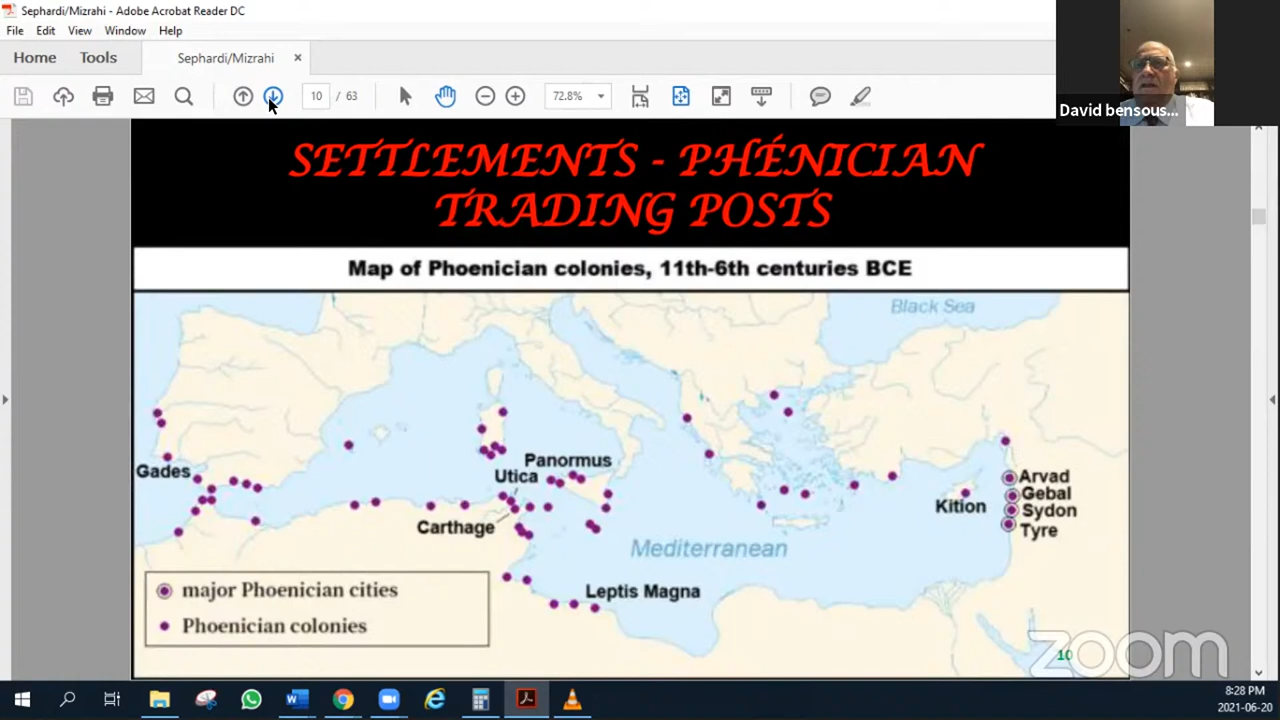 Sephardi/Mizrahi - Adobe Acrobat Reader DC
File Edit View Window Help
Home Tools Sephardi/Mizrahi ×
10 / 63 72.8%
David bensous...
SETTLEMENTS - PHÉNICIAN
TRADING POSTS
Map of Phoenician colonies, 11th-6th centuries BCE
Black Sea
Gades
Panormus
Utica
Carthage
Kition
Arvad
Gebal
Sydon
Tyre
Mediterranean
Leptis Magna
major Phoenician cities
Phoenician colonies
10
zoom
8:28 PM
2021-06-20